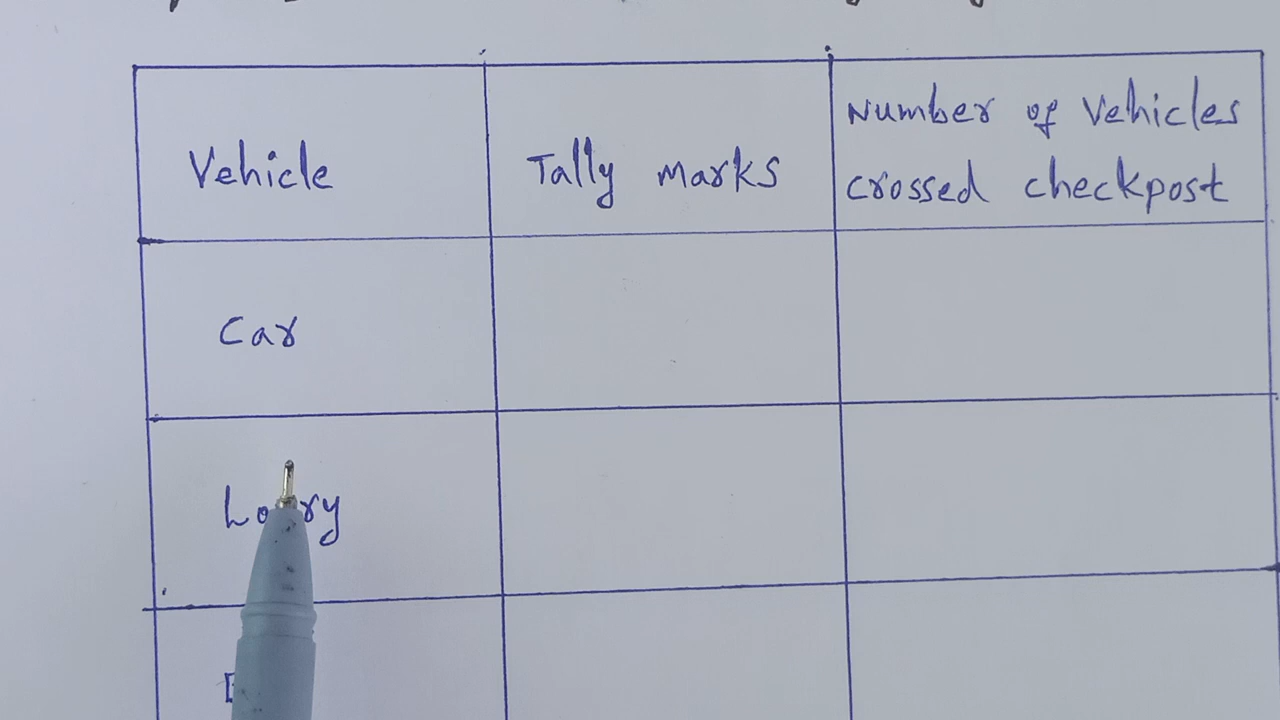 Vehicle
Tally marks
Number of Vehicles
crossed checkpost
Car
Lorry